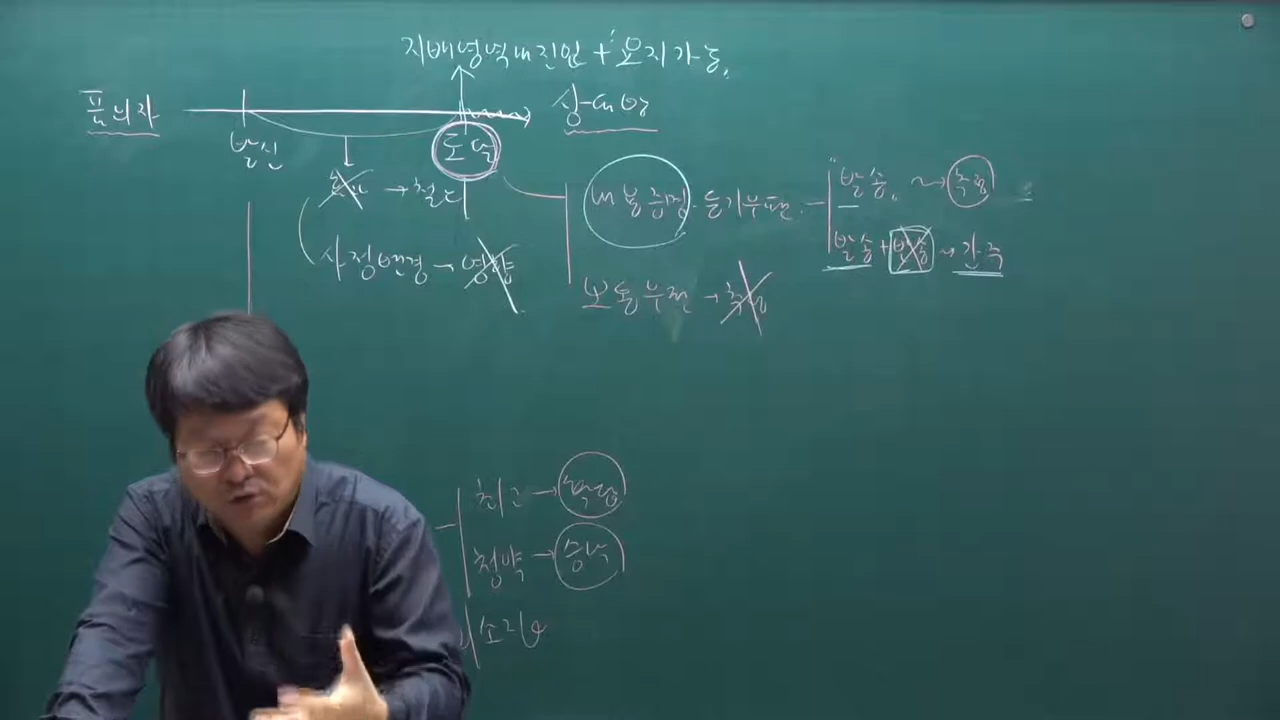 지배영역내진입 + 요지가능
표의자
상대방
발신
도달
철회
발송 → 추정
내용증명 등기우편
사정변경 → 영향
발송 + 반송 → 간주
보통우편 → 추정
최고 → 확답
청약 → 승낙